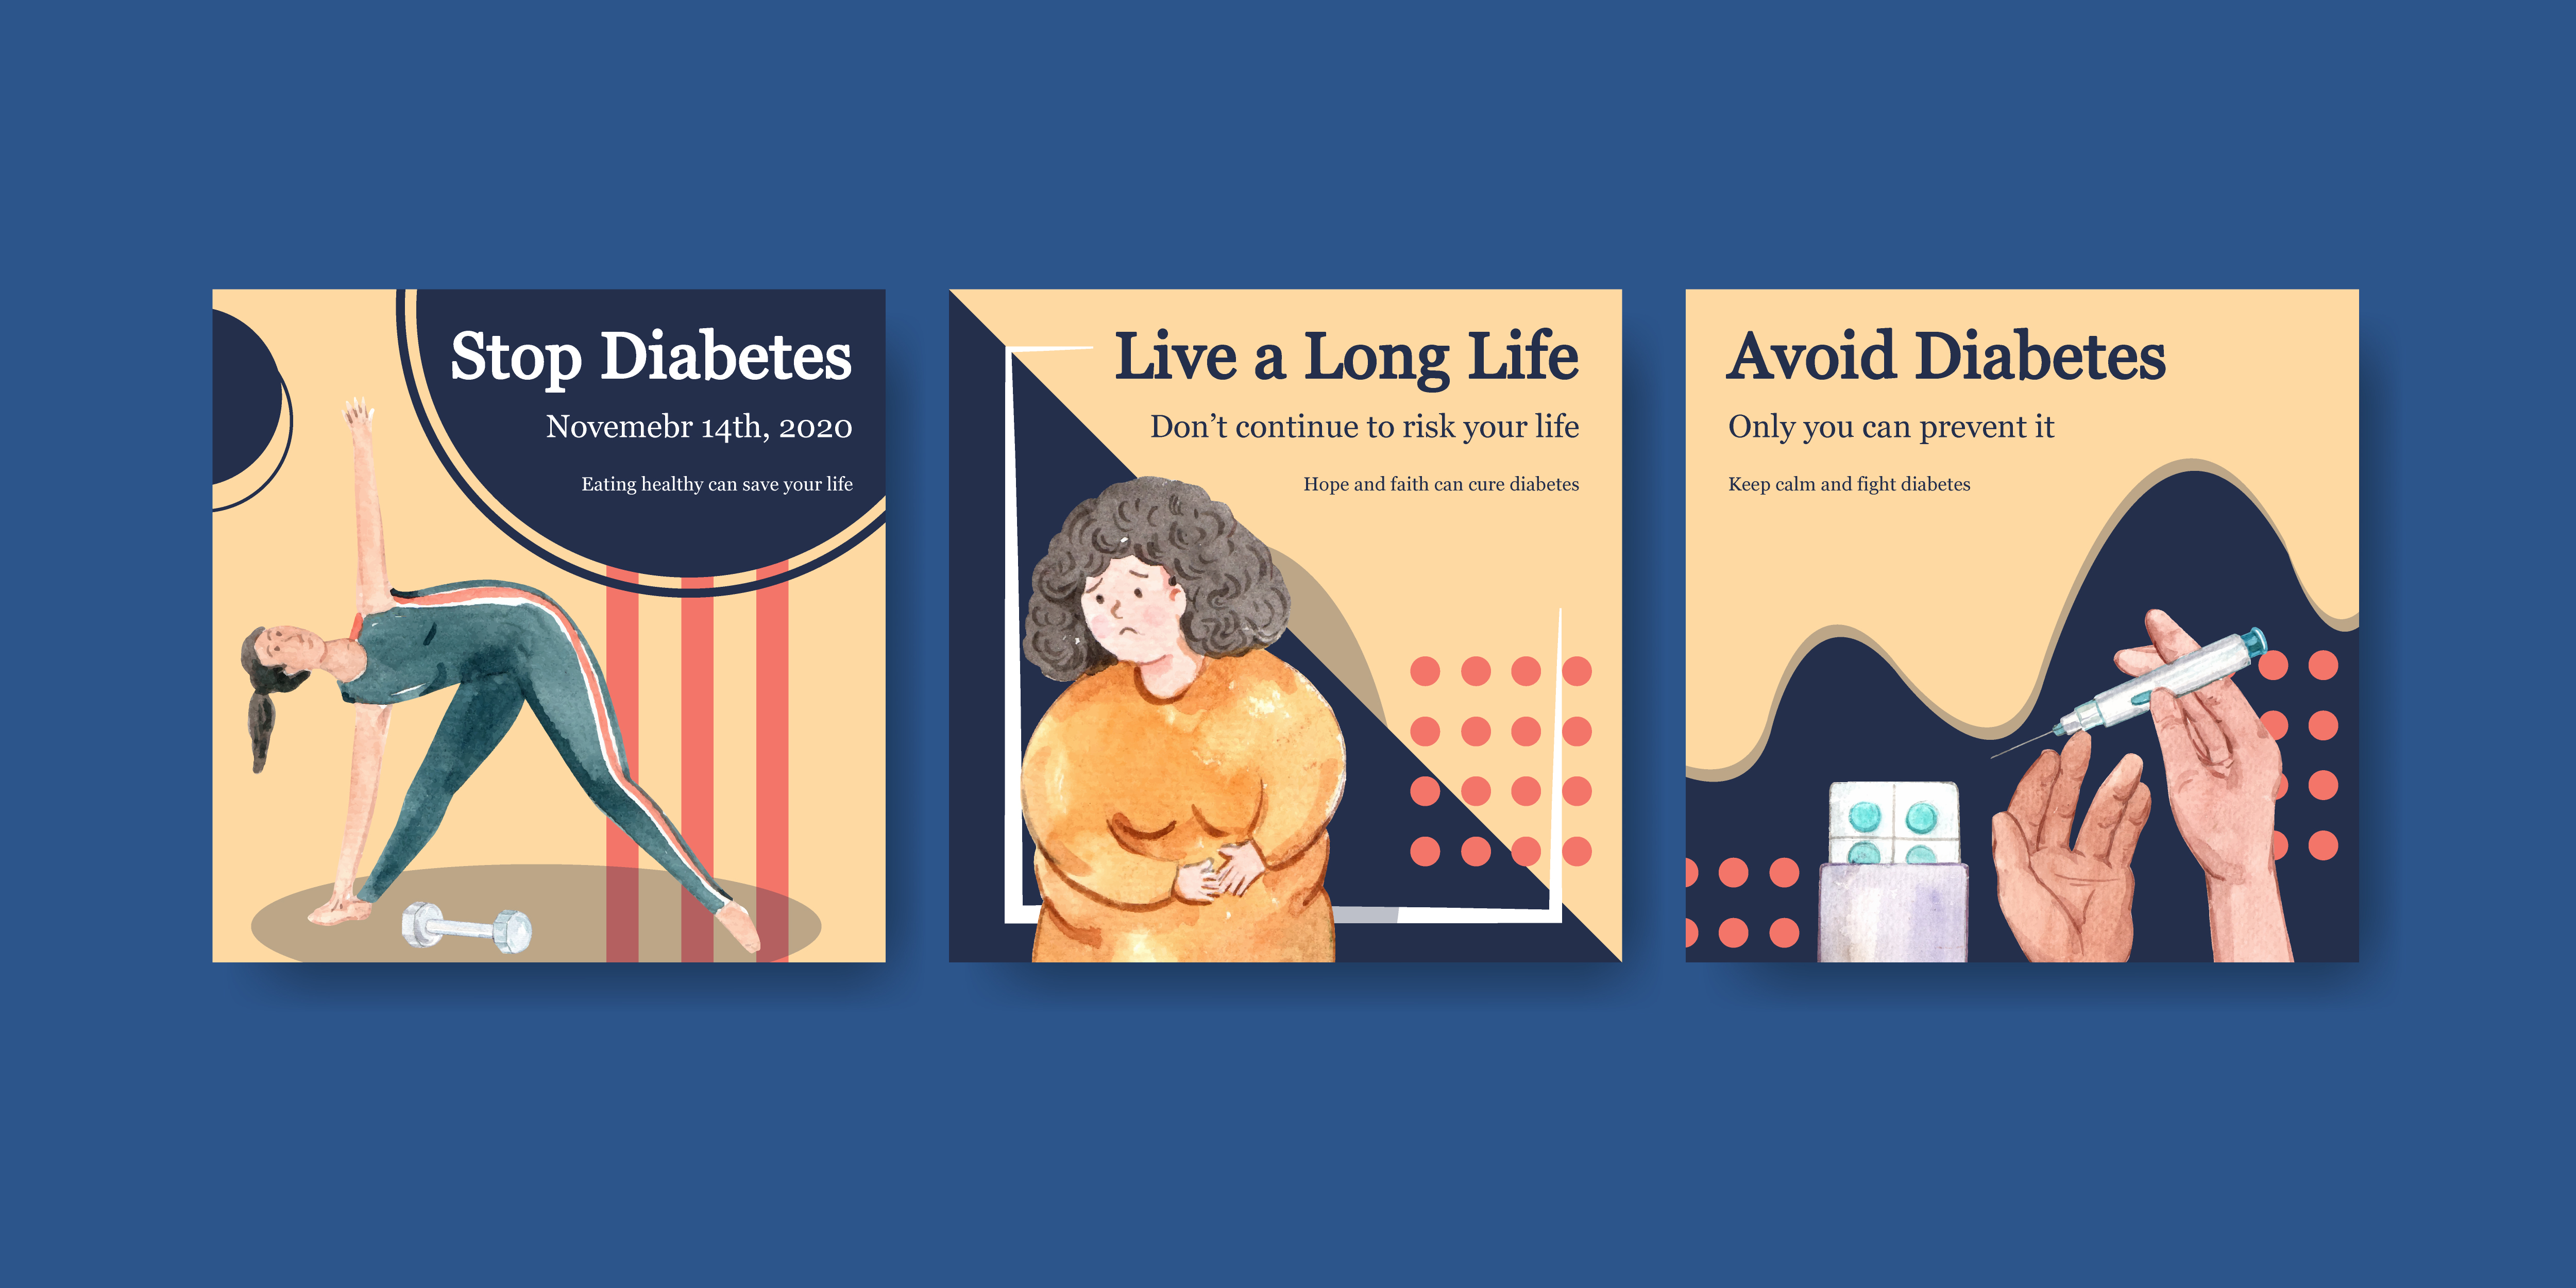 Stop Diabetes
Novemebr 14th, 2020
Eating healthy can save your life
Live a Long Life
Don’t continue to risk your life
Hope and faith can cure diabetes
Avoid Diabetes
Only you can prevent it
Keep calm and fight diabetes